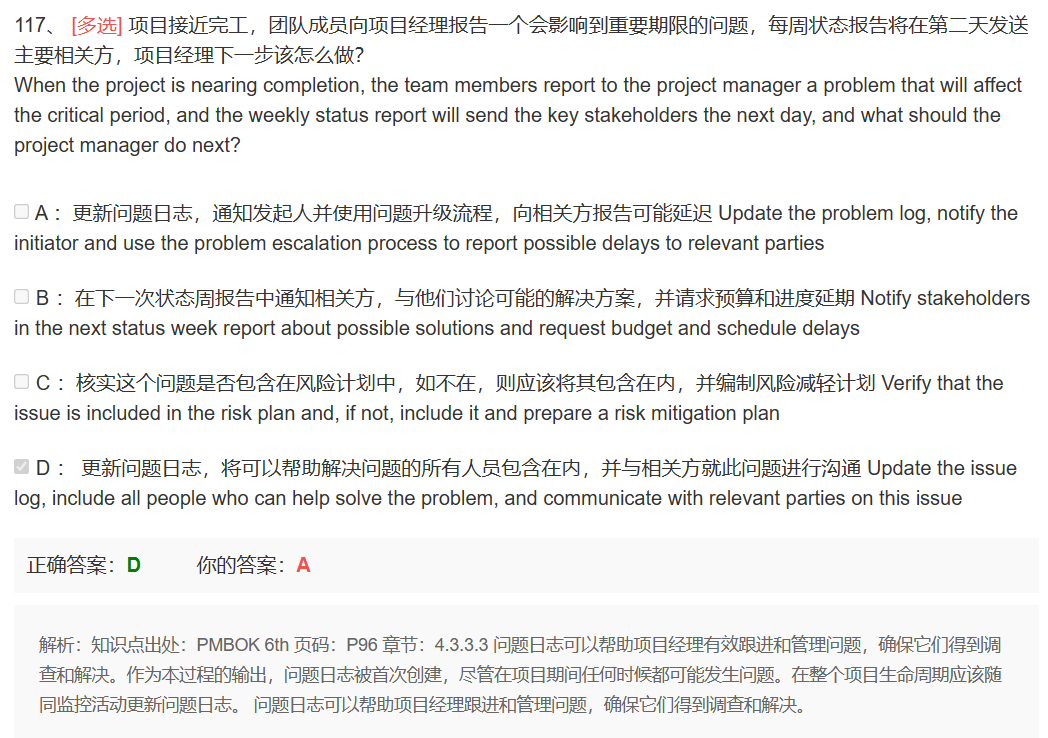 117、 [多选] 项目接近完工，团队成员向项目经理报告一个会影响到重要期限的问题，每周状态报告将在第二天发送
主要相关方，项目经理下一步该怎么做?
When the project is nearing completion, the team members report to the project manager a problem that will affect
the critical period, and the weekly status report will send the key stakeholders the next day, and what should the
project manager do next?
A： 更新问题日志，通知发起人并使用问题升级流程，向相关方报告可能延迟 Update the problem log, notify the
initiator and use the problem escalation process to report possible delays to relevant parties
B： 在下一次状态周报告中通知相关方，与他们讨论可能的解决方案，并请求预算和进度延期 Notify stakeholders
in the next status week report about possible solutions and request budget and schedule delays
C： 核实这个问题是否包含在风险计划中，如不在，则应该将其包含在内，并编制风险减轻计划 Verify that the
issue is included in the risk plan and, if not, include it and prepare a risk mitigation plan
D： 更新问题日志，将可以帮助解决问题的所有人员包含在内，并与相关方就此问题进行沟通 Update the issue
log, include all people who can help solve the problem, and communicate with relevant parties on this issue
正确答案：D 你的答案：A
解析：知识点出处：PMBOK 6th 页码：P96 章节：4.3.3.3 问题日志可以帮助项目经理有效跟进和管理问题，确保它们得到调
查和解决。作为本过程的输出，问题日志被首次创建，尽管在项目期间任何时候都可能发生问题。在整个项目生命周期应该随
同监控活动更新问题日志。 问题日志可以帮助项目经理跟进和管理问题，确保它们得到调查和解决。